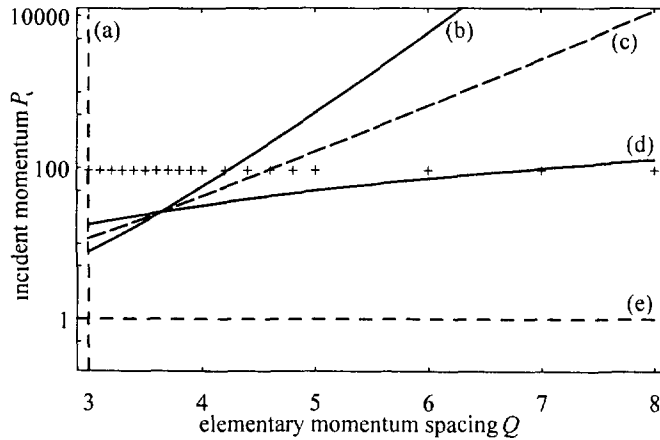 10000
(a)
(b)
(c)
100
(d)
(e)
1
incident momentum P
3 4 5 6 7 8
elementary momentum spacing Q